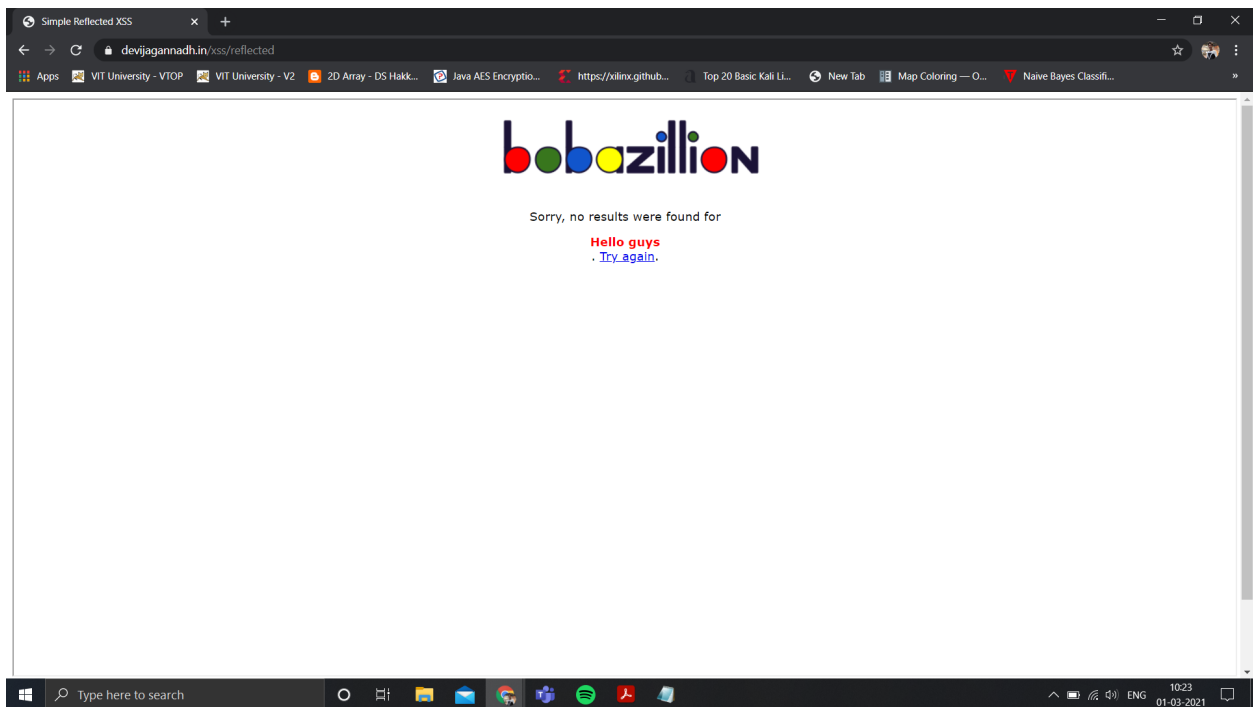 Simple Reflected XSS
devijagannadh.in/xss/reflected
Apps VIT University - VTOP VIT University - V2 2D Array - DS Hakk... Java AES Encryptio... https://xilinx.github... Top 20 Basic Kali Li... New Tab Map Coloring — O... Naive Bayes Classifi... »
bobazillion
Sorry, no results were found for
Hello guys
. Try again.
Type here to search
ENG
10:23
01-03-2021